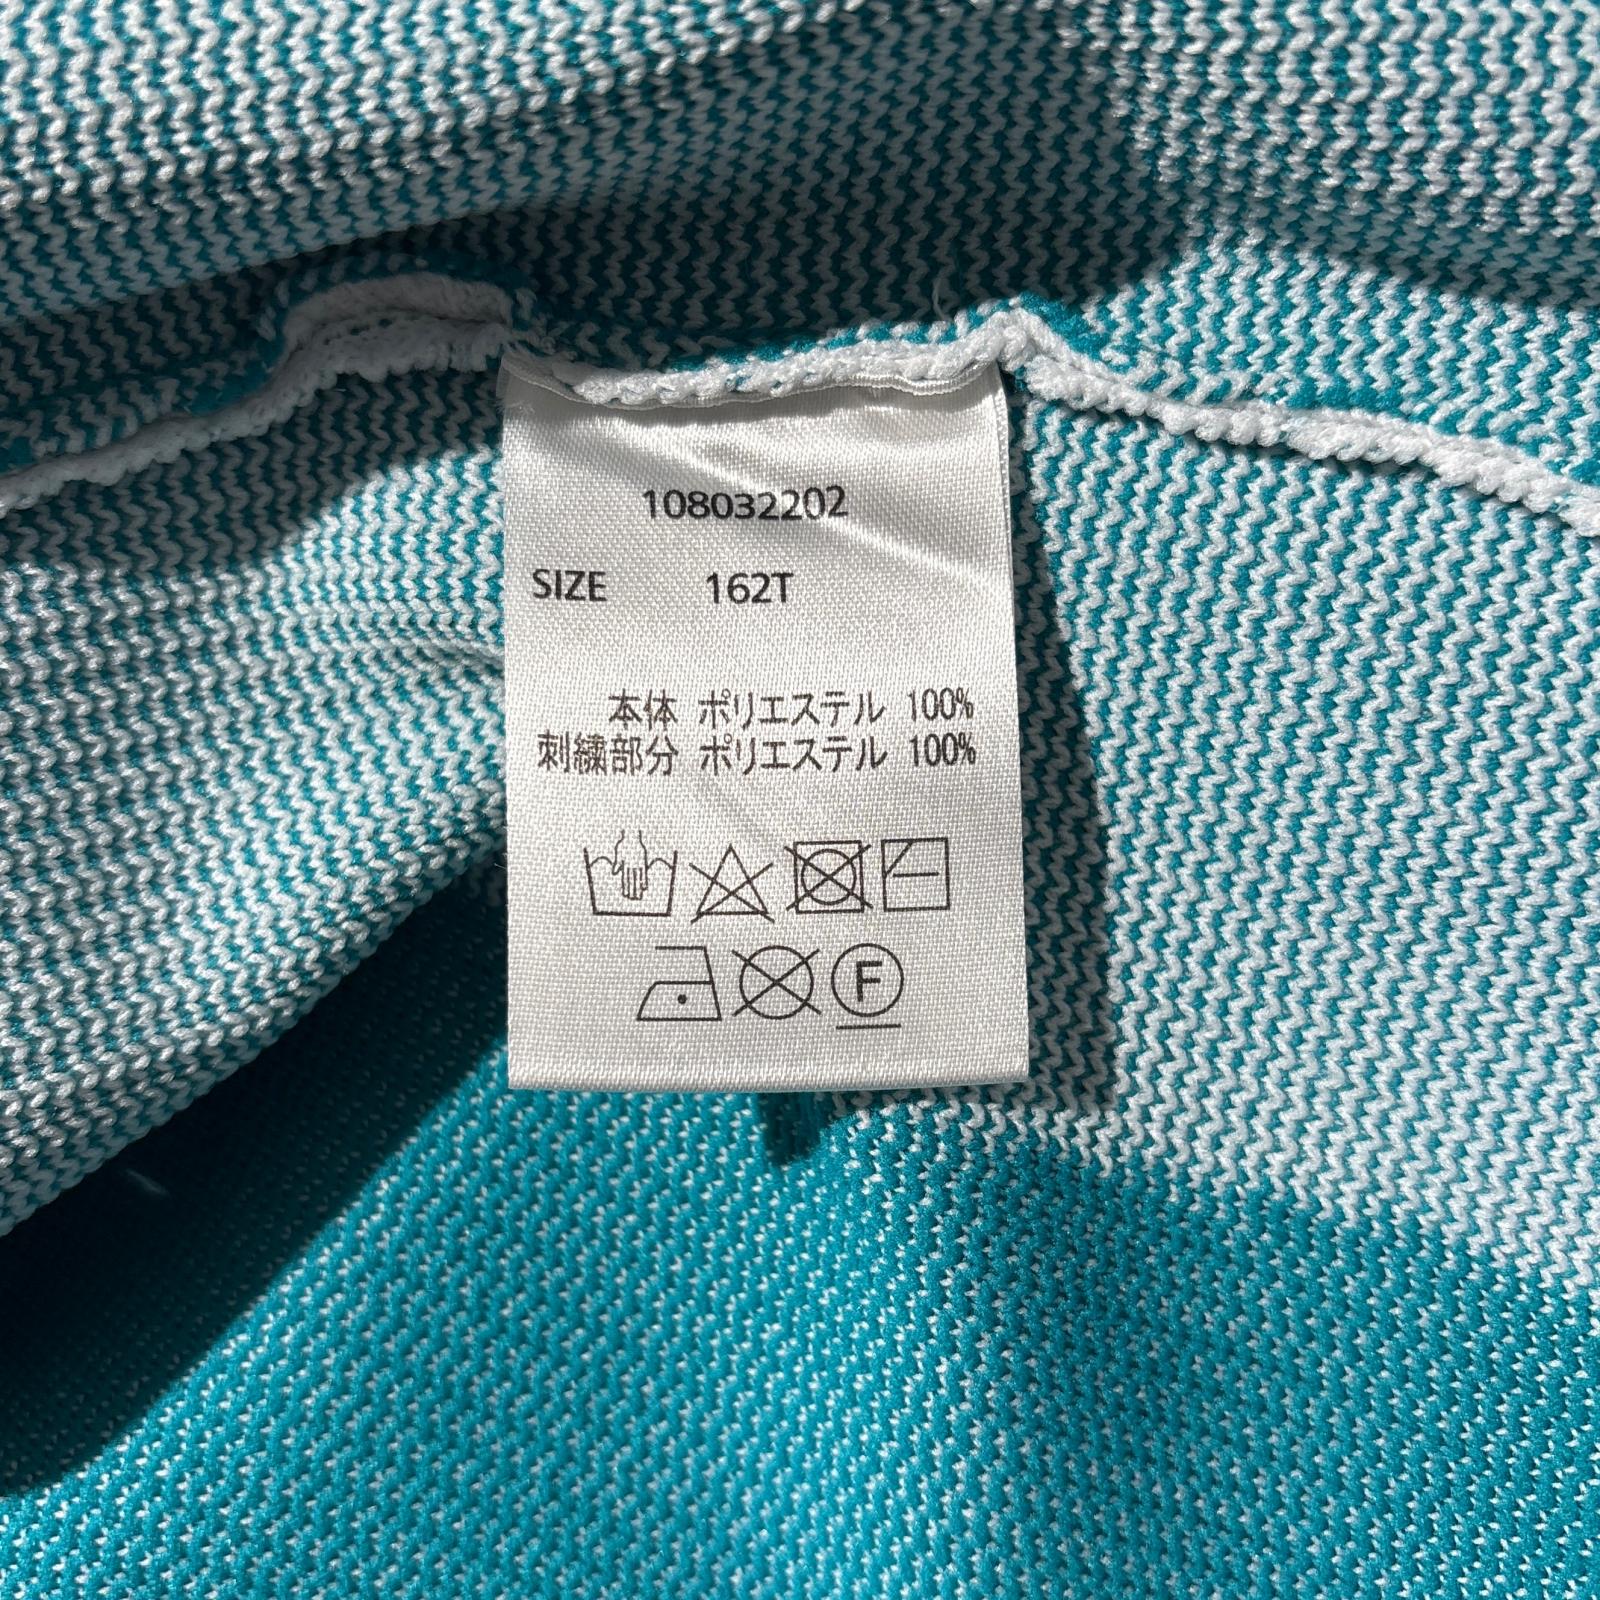 108032202
SIZE 162T
本体 ポリエステル 100%
刺繍部分 ポリエステル 100%
F